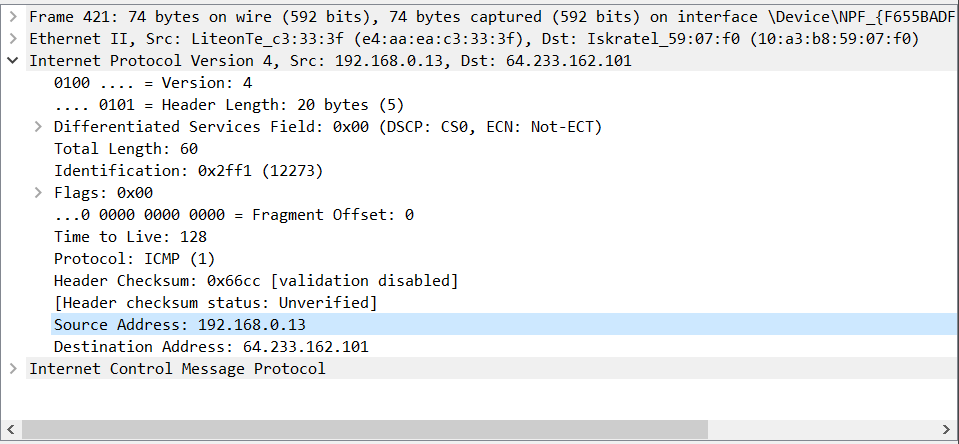 Frame 421: 74 bytes on wire (592 bits), 74 bytes captured (592 bits) on interface \Device\NPF_{F655BADF
Ethernet II, Src: LiteonTe_c3:33:3f (e4:aa:ea:c3:33:3f), Dst: Iskratel_59:07:f0 (10:a3:b8:59:07:f0)
Internet Protocol Version 4, Src: 192.168.0.13, Dst: 64.233.162.101
0100 .... = Version: 4
.... 0101 = Header Length: 20 bytes (5)
Differentiated Services Field: 0x00 (DSCP: CS0, ECN: Not-ECT)
Total Length: 60
Identification: 0x2ff1 (12273)
Flags: 0x00
...0 0000 0000 0000 = Fragment Offset: 0
Time to Live: 128
Protocol: ICMP (1)
Header Checksum: 0x66cc [validation disabled]
[Header checksum status: Unverified]
Source Address: 192.168.0.13
Destination Address: 64.233.162.101
Internet Control Message Protocol